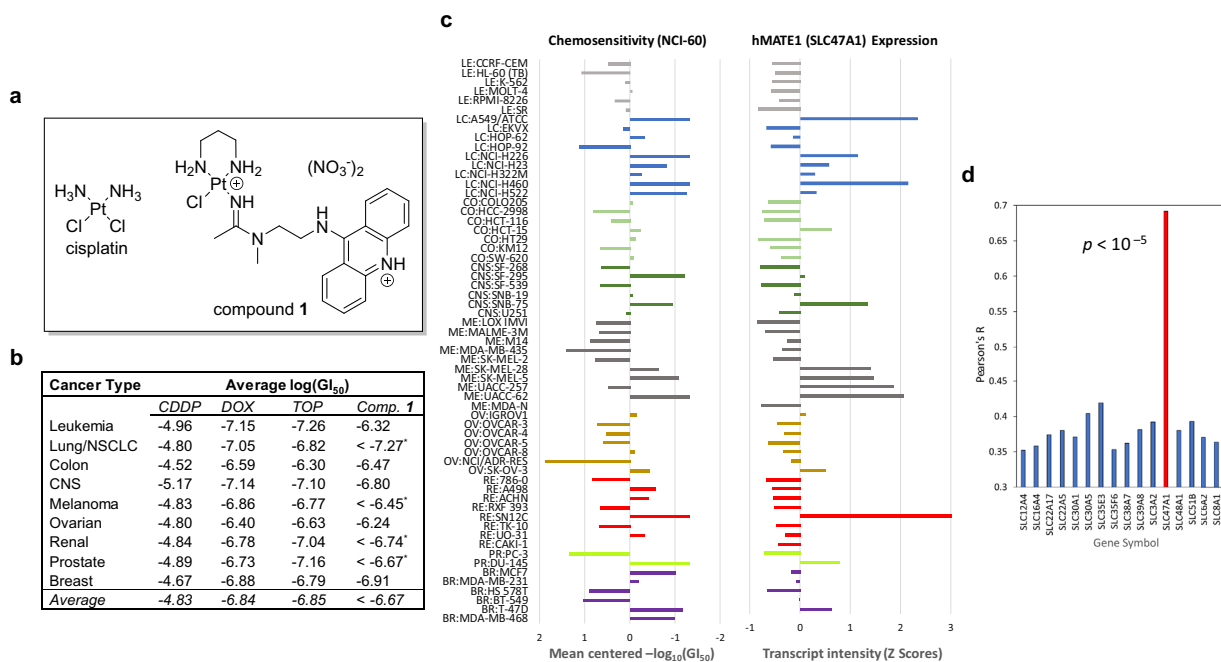 a
H₃N NH₃
Pt
Cl Cl
cisplatin
NH₂ NH₂
Pt
⊕
Cl NH
(NO₃⁻)₂
N
HN
NH
⊕
compound 1
b
Cancer Type Average log(GI₅₀)
CDDP DOX TOP Comp. 1
Leukemia -4.96 -7.15 -7.26 -6.32
Lung/NSCLC -4.80 -7.05 -6.82 < -7.27*
Colon -4.52 -6.59 -6.30 -6.47
CNS -5.17 -7.14 -7.10 -6.80
Melanoma -4.83 -6.86 -6.77 < -6.45*
Ovarian -4.80 -6.40 -6.63 -6.24
Renal -4.84 -6.78 -7.04 < -6.74*
Prostate -4.89 -6.73 -7.16 < -6.67*
Breast -4.67 -6.88 -6.79 -6.91
Average -4.83 -6.84 -6.85 < -6.67
c
Chemosensitivity (NCI-60) hMATE1 (SLC47A1) Expression
LE:CCRF-CEM
LE:HL-60 (TB)
LE:K-562
LE:MOLT-4
LE:RPMI-8226
LE:SR
LC:A549/ATCC
LC:EKVX
LC:HOP-62
LC:HOP-92
LC:NCI-H226
LC:NCI-H23
LC:NCI-H322M
LC:NCI-H460
LC:NCI-H522
CO:COLO205
CO:HCC-2998
CO:HCT-116
CO:HCT-15
CO:HT29
CO:KM12
CO:SW-620
CNS:SF-268
CNS:SF-295
CNS:SF-539
CNS:SNB-19
CNS:SNB-75
CNS:U251
ME:LOX IMVI
ME:MALME-3M
ME:M14
ME:MDA-MB-435
ME:SK-MEL-2
ME:SK-MEL-28
ME:SK-MEL-5
ME:UACC-257
ME:UACC-62
ME:MDA-N
OV:IGROV1
OV:OVCAR-3
OV:OVCAR-4
OV:OVCAR-5
OV:OVCAR-8
OV:NCI/ADR-RES
OV:SK-OV-3
RE:786-0
RE:A498
RE:ACHN
RE:RXF 393
RE:SN12C
RE:TK-10
RE:UO-31
RE:CAKI-1
PR:PC-3
PR:DU-145
BR:MCF7
BR:MDA-MB-231
BR:HS 578T
BR:BT-549
BR:T-47D
BR:MDA-MB-468
2 1 0 -1 -2
Mean centered –log₁₀(GI₅₀)
-1 0 1 2 3
Transcript intensity (Z Scores)
d
0.7
0.65
0.6
0.55
0.5
0.45
0.4
0.35
0.3
Pearson's R
p < 10⁻⁵
SLC12A4
SLC16A4
SLC22A17
SLC22A5
SLC30A1
SLC30A5
SLC35E3
SLC35F6
SLC38A7
SLC39A8
SLC3A2
SLC47A1
SLC48A1
SLC51B
SLC6A2
SLC8A1
Gene Symbol